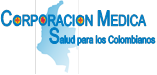 CORPORACION MEDICA
Salud para los Colombianos